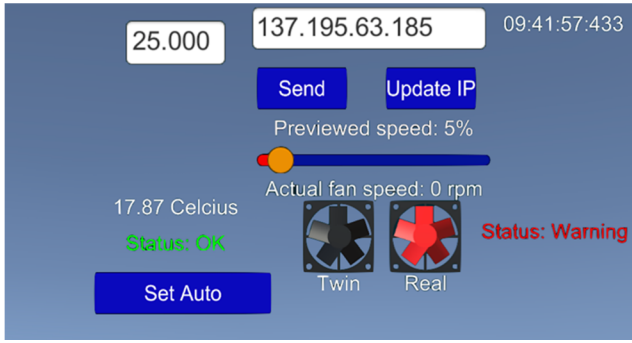 25.000
137.195.63.185
09:41:57:433
Send
Update IP
Previewed speed: 5%
Actual fan speed: 0 rpm
17.87 Celcius
Status: OK
Status: Warning
Twin
Real
Set Auto